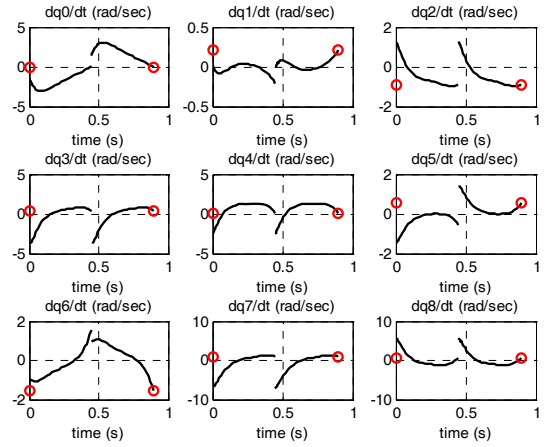 dq0/dt (rad/sec) dq1/dt (rad/sec) dq2/dt (rad/sec)
5 0.5 2
0 0 0
-5 -0.5 -2
0 0.5 1 0 0.5 1 0 0.5 1
time (s) time (s) time (s)
dq3/dt (rad/sec) dq4/dt (rad/sec) dq5/dt (rad/sec)
5 5 2
0 0 0
-5 -5 -2
0 0.5 1 0 0.5 1 0 0.5 1
time (s) time (s) time (s)
dq6/dt (rad/sec) dq7/dt (rad/sec) dq8/dt (rad/sec)
2 10 10
0 0 0
-2 -10 -10
0 0.5 1 0 0.5 1 0 0.5 1
time (s) time (s) time (s)